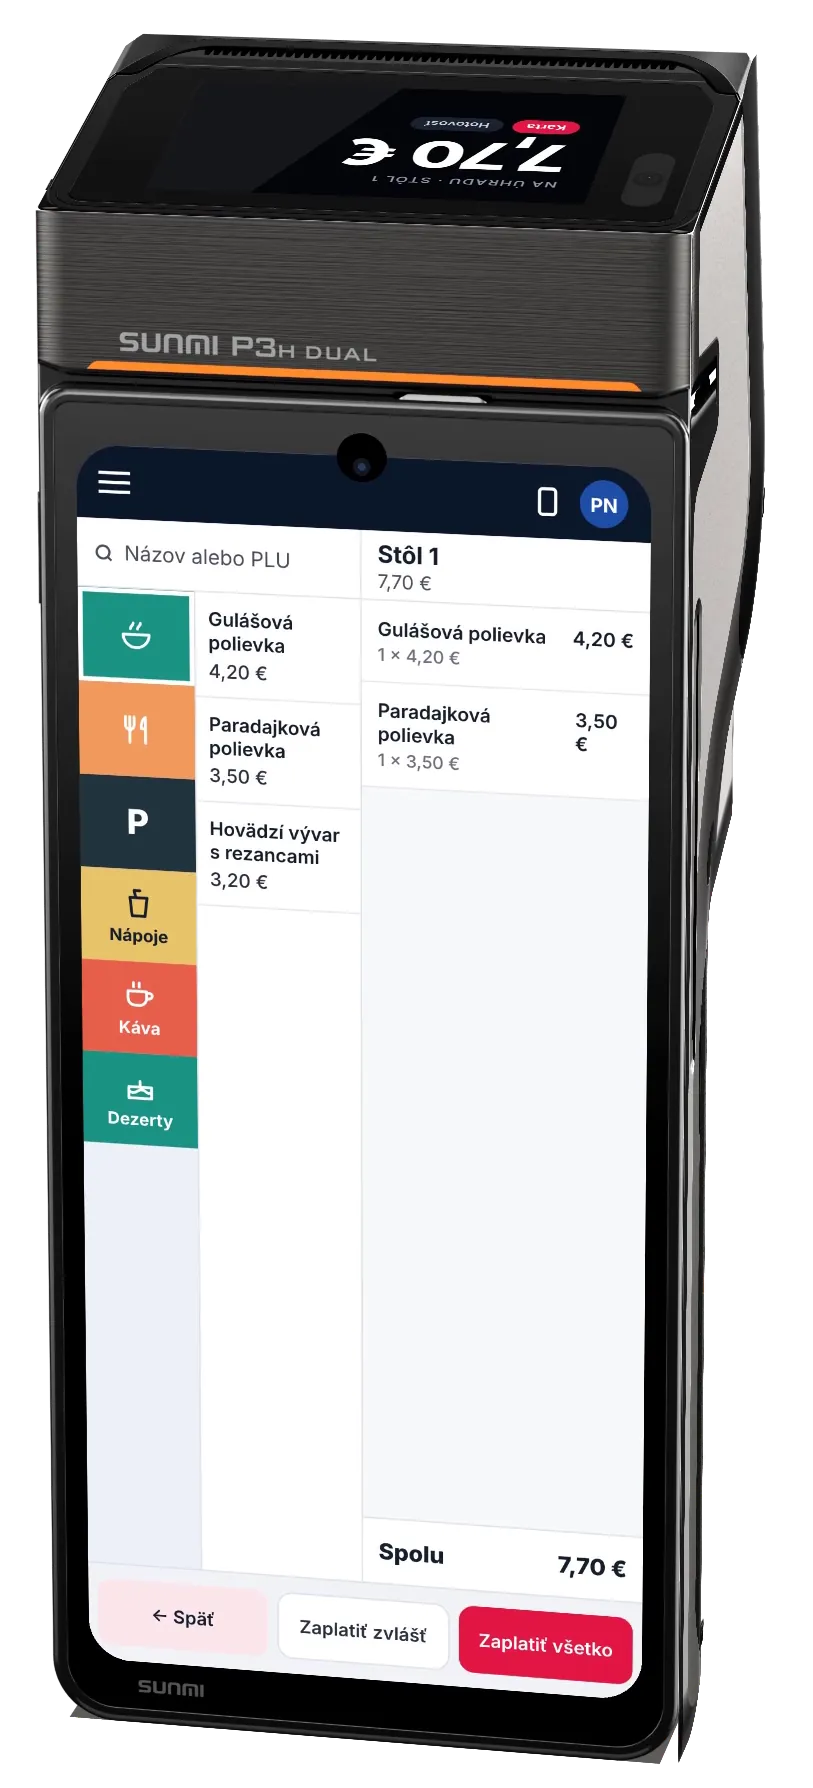 NA ÚHRADU · STÔL 1
7,70 €
Karta
Hotovosť
SUNMI P3H DUAL
PN
Názov alebo PLU
Stôl 1
7,70 €
Gulášová
polievka
4,20 €
Paradajková
polievka
3,50 €
Hovädzí vývar
s rezancami
3,20 €
P
Nápoje
Káva
Dezerty
Gulášová polievka
4,20 €
1 × 4,20 €
Paradajková
polievka
3,50
€
1 × 3,50 €
Spolu
7,70 €
← Späť
Zaplatiť zvlášť
Zaplatiť všetko
SUNMI